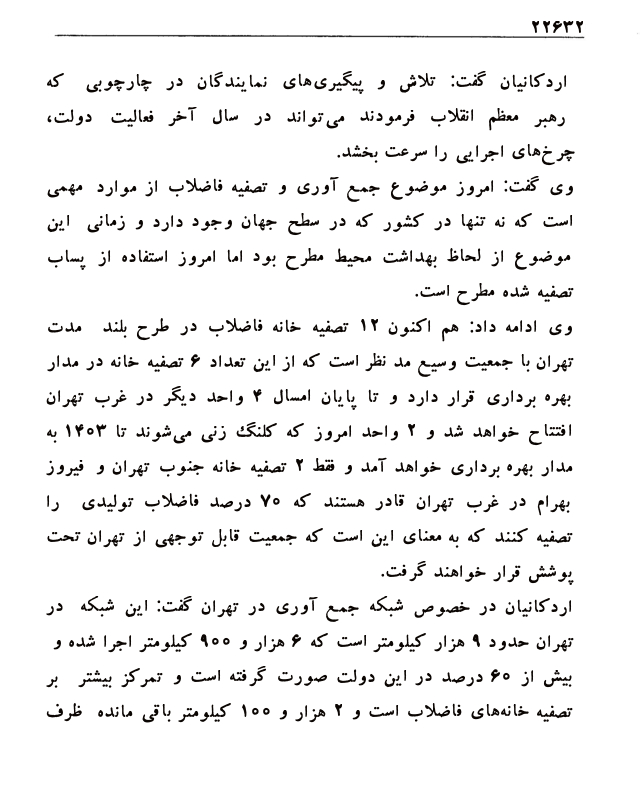 ۲۲۶۳۲
اردکانیان گفت: تلاش و پیگیری‌های نمایندگان در چارچوبی که
رهبر معظم انقلاب فرمودند می‌تواند در سال آخر فعالیت دولت،
چرخ‌های اجرایی را سرعت بخشد.
وی گفت: امروز موضوع جمع آوری و تصفیه فاضلاب از موارد مهمی
است که نه تنها در کشور که در سطح جهان وجود دارد و زمانی این
موضوع از لحاظ بهداشت محیط مطرح بود اما امروز استفاده از پساب
تصفیه شده مطرح است.
وی ادامه داد: هم اکنون ۱۲ تصفیه خانه فاضلاب در طرح بلند مدت
تهران با جمعیت وسیع مد نظر است که از این تعداد ۶ تصفیه خانه در مدار
بهره برداری قرار دارد و تا پایان امسال ۴ واحد دیگر در غرب تهران
افتتاح خواهد شد و ۲ واحد امروز که کلنگ زنی می‌شوند تا ۱۴۰۳ به
مدار بهره برداری خواهد آمد و فقط ۲ تصفیه خانه جنوب تهران و فیروز
بهرام در غرب تهران قادر هستند که ۷۰ درصد فاضلاب تولیدی را
تصفیه کنند که به معنای این است که جمعیت قابل توجهی از تهران تحت
پوشش قرار خواهند گرفت.
اردکانیان در خصوص شبکه جمع آوری در تهران گفت: این شبکه در
تهران حدود ۹ هزار کیلومتر است که ۶ هزار و ۹۰۰ کیلومتر اجرا شده و
بیش از ۶۰ درصد در این دولت صورت گرفته است و تمرکز بیشتر بر
تصفیه خانه‌های فاضلاب است و ۲ هزار و ۱۰۰ کیلومتر باقی مانده ظرف